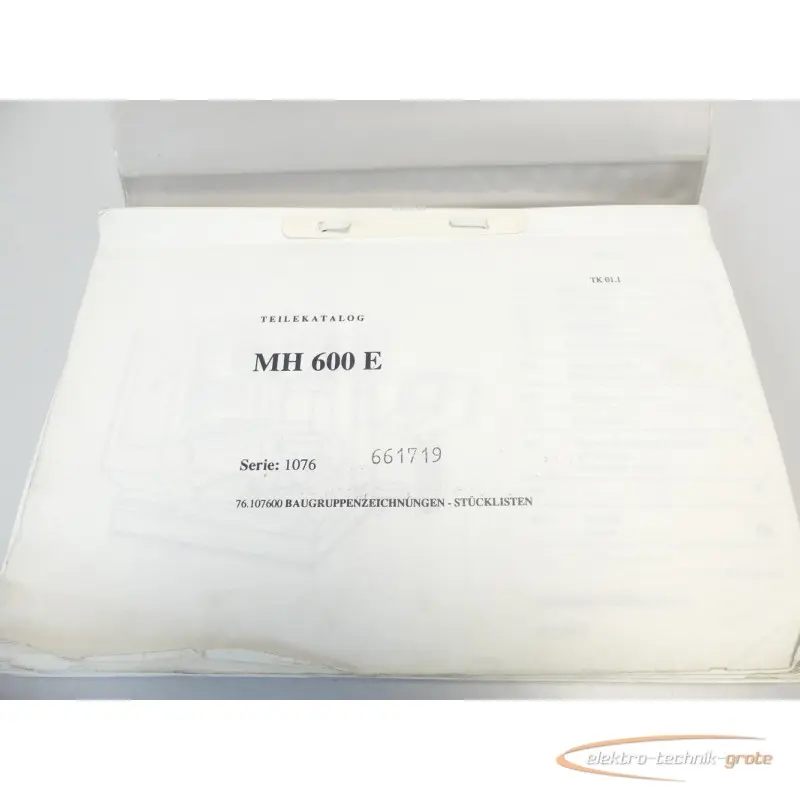 TK 01.1
TEILEKATALOG
MH 600 E
Serie: 1076 661719
76.107600 BAUGRUPPENZEICHNUNGEN - STÜCKLISTEN
elektro-technik-grote